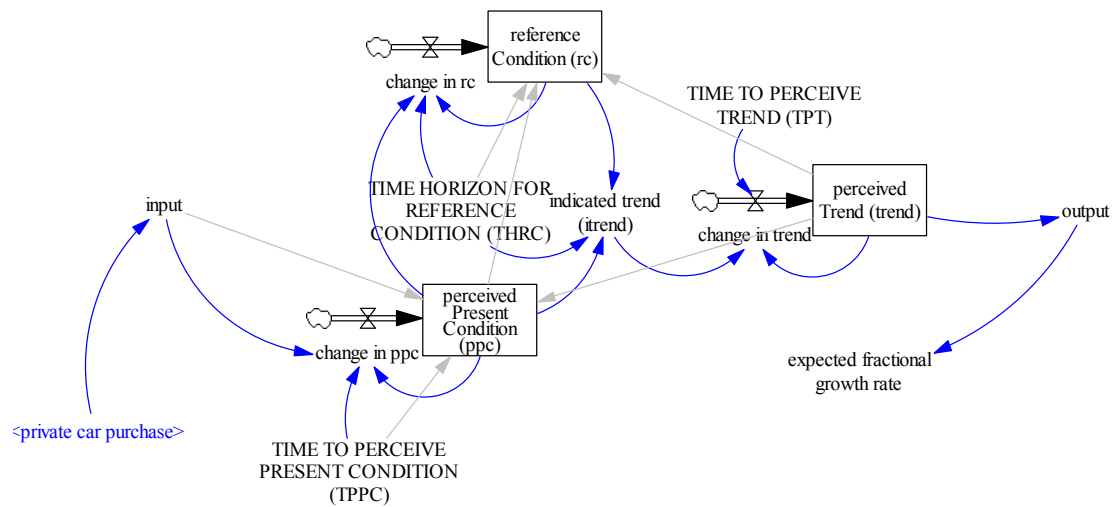 reference
Condition (rc)
change in rc
TIME TO PERCEIVE
TREND (TPT)
TIME HORIZON FOR
REFERENCE
CONDITION (THRC)
indicated trend
(itrend)
perceived
Trend (trend)
change in trend
input
output
perceived
Present
Condition
(ppc)
change in ppc
expected fractional
growth rate
<private car purchase>
TIME TO PERCEIVE
PRESENT CONDITION
(TPPC)